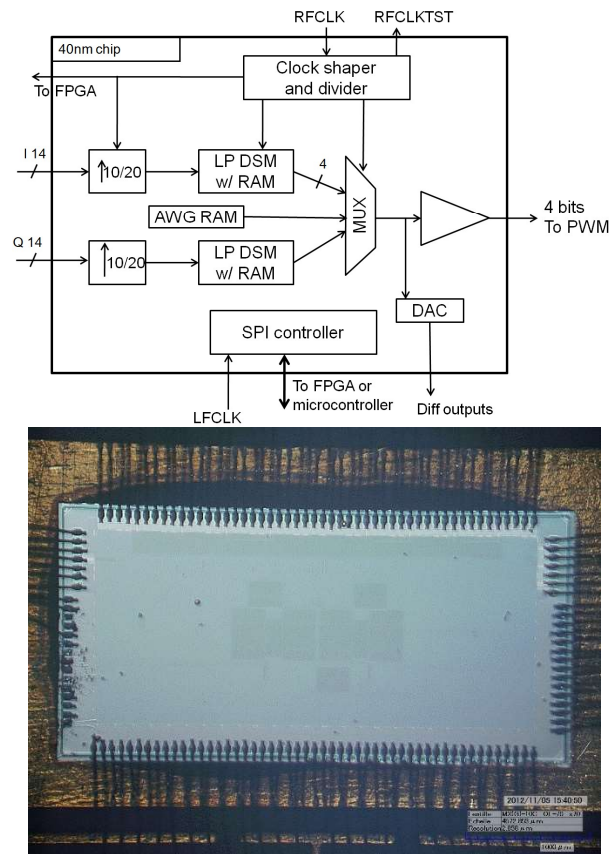 RFCLK
RFCLKTST
40nm chip
Clock shaper
and divider
To FPGA
I 14
10/20
LP DSM
w/ RAM
4
MUX
AWG RAM
4 bits
To PWM
Q 14
10/20
LP DSM
w/ RAM
DAC
SPI controller
To FPGA or
microcontroller
LFCLK
Diff outputs
2012/11/05 15:40:50
Lentille
Echelle
1000 μm